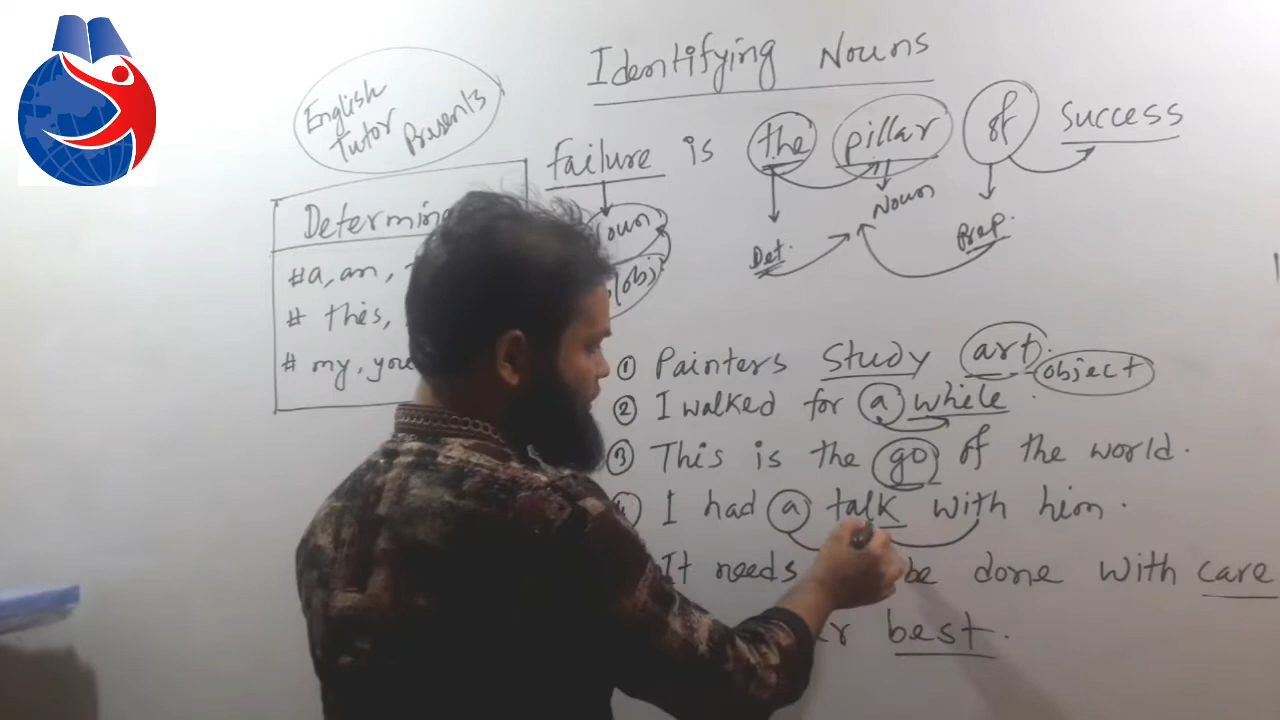 English
Tutor
Presents
Identifying Nouns
failure is the pillar of success
Noun
Det.
Prep.
#a, an,
# this,
# my,
① Painters study art.
object
② I walked for a while.
③ This is the go of the world.
I had a talk with him.
It needs be done with care
best.